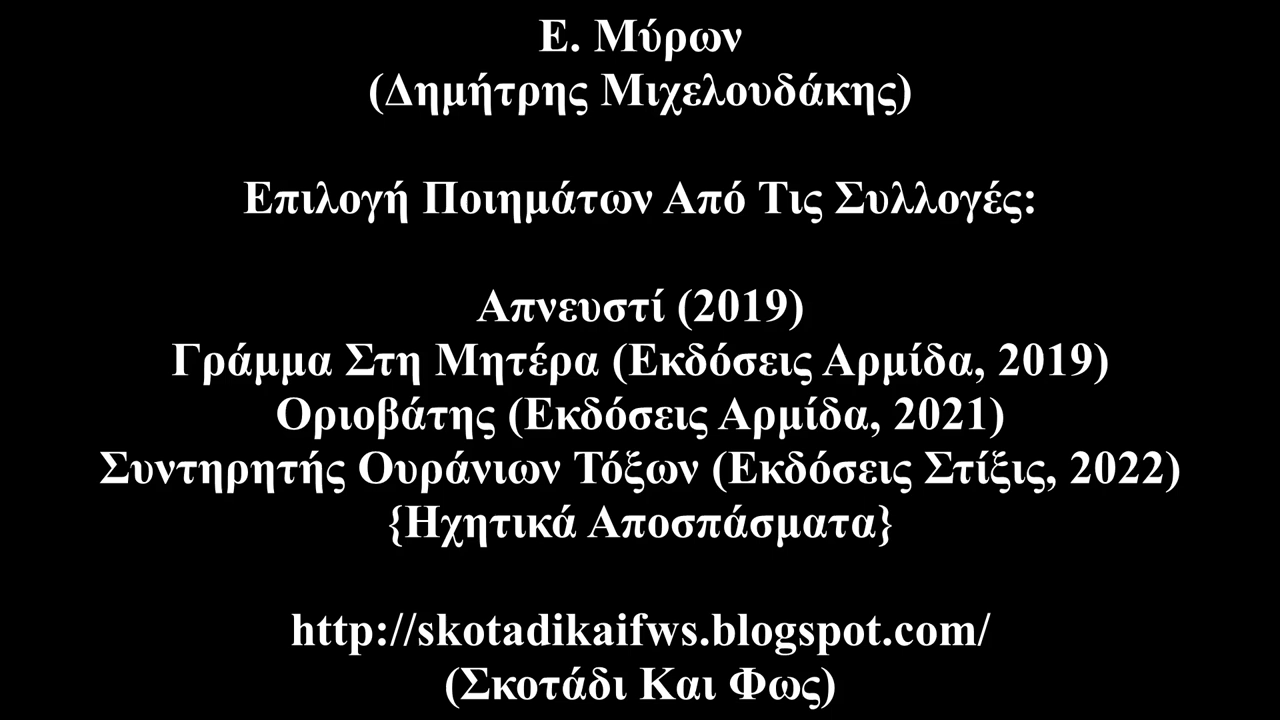 Ε. Μύρων
(Δημήτρης Μιχελουδάκης)
Επιλογή Ποιημάτων Από Τις Συλλογές:
Απνευστί (2019)
Γράμμα Στη Μητέρα (Εκδόσεις Αρμίδα, 2019)
Οριοβάτης (Εκδόσεις Αρμίδα, 2021)
Συντηρητής Ουράνιων Τόξων (Εκδόσεις Στίξις, 2022)
{Ηχητικά Αποσπάσματα}
http://skotadikaifws.blogspot.com/
(Σκοτάδι Και Φως)